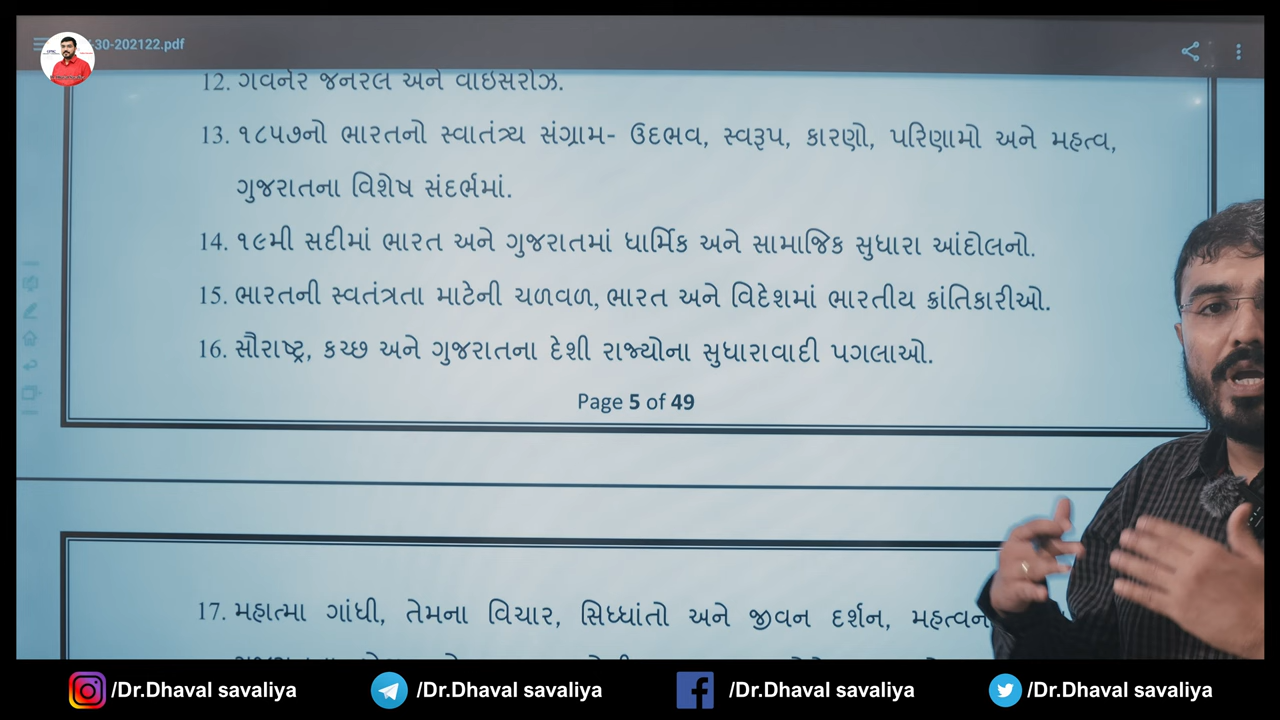 -30-202122.pdf
12. ગવર્નર જનરલ અને વાઇસરોઝ.
13. ૧૮૫૭નો ભારતનો સ્વાતંત્ર્ય સંગ્રામ- ઉદભવ, સ્વરૂપ, કારણો, પરિણામો અને મહત્વ,
ગુજરાતના વિશેષ સંદર્ભમાં.
14. ૧૯મી સદીમાં ભારત અને ગુજરાતમાં ધાર્મિક અને સામાજિક સુધારા આંદોલનો.
15. ભારતની સ્વતંત્રતા માટેની ચળવળ, ભારત અને વિદેશમાં ભારતીય ક્રાંતિકારીઓ.
16. સૌરાષ્ટ્ર, કચ્છ અને ગુજરાતના દેશી રાજ્યોના સુધારાવાદી પગલાઓ.
Page 5 of 49
17. મહાત્મા ગાંધી, તેમના વિચાર, સિધ્ધાંતો અને જીવન દર્શન,
/Dr.Dhaval savaliya /Dr.Dhaval savaliya /Dr.Dhaval savaliya /Dr.Dhaval savaliya